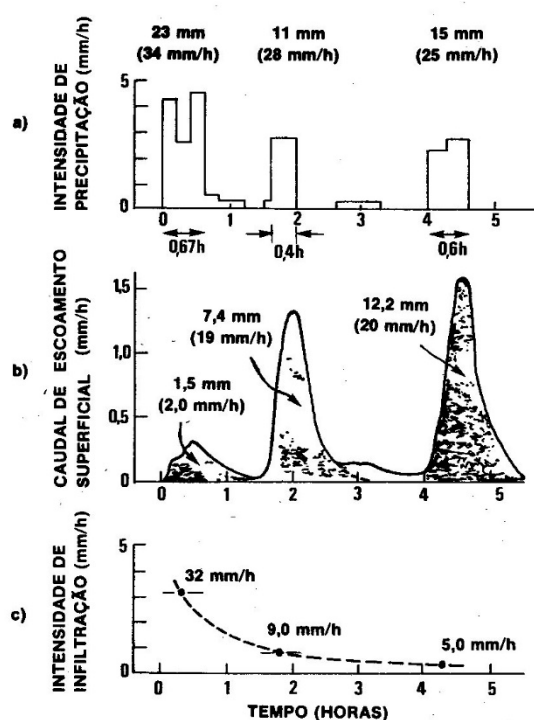 23 mm 11 mm 15 mm
(34 mm/h) (28 mm/h) (25 mm/h)
a)
INTENSIDADE DE
PRECIPITAÇÃO (mm/h)
5
0
0 1 2 3 4 5
0,67h 0,4h 0,6h
b)
CAUDAL DE ESCOAMENTO
SUPERFICIAL (mm/h)
1,5
1,0
0,5
0
7,4 mm
(19 mm/h)
12,2 mm
(20 mm/h)
1,5 mm
(2,0 mm/h)
0 1 2 3 4 5
c)
INTENSIDADE DE
INFILTRAÇÃO (mm/h)
5
0
32 mm/h
9,0 mm/h
5,0 mm/h
0 1 2 3 4 5
TEMPO (HORAS)